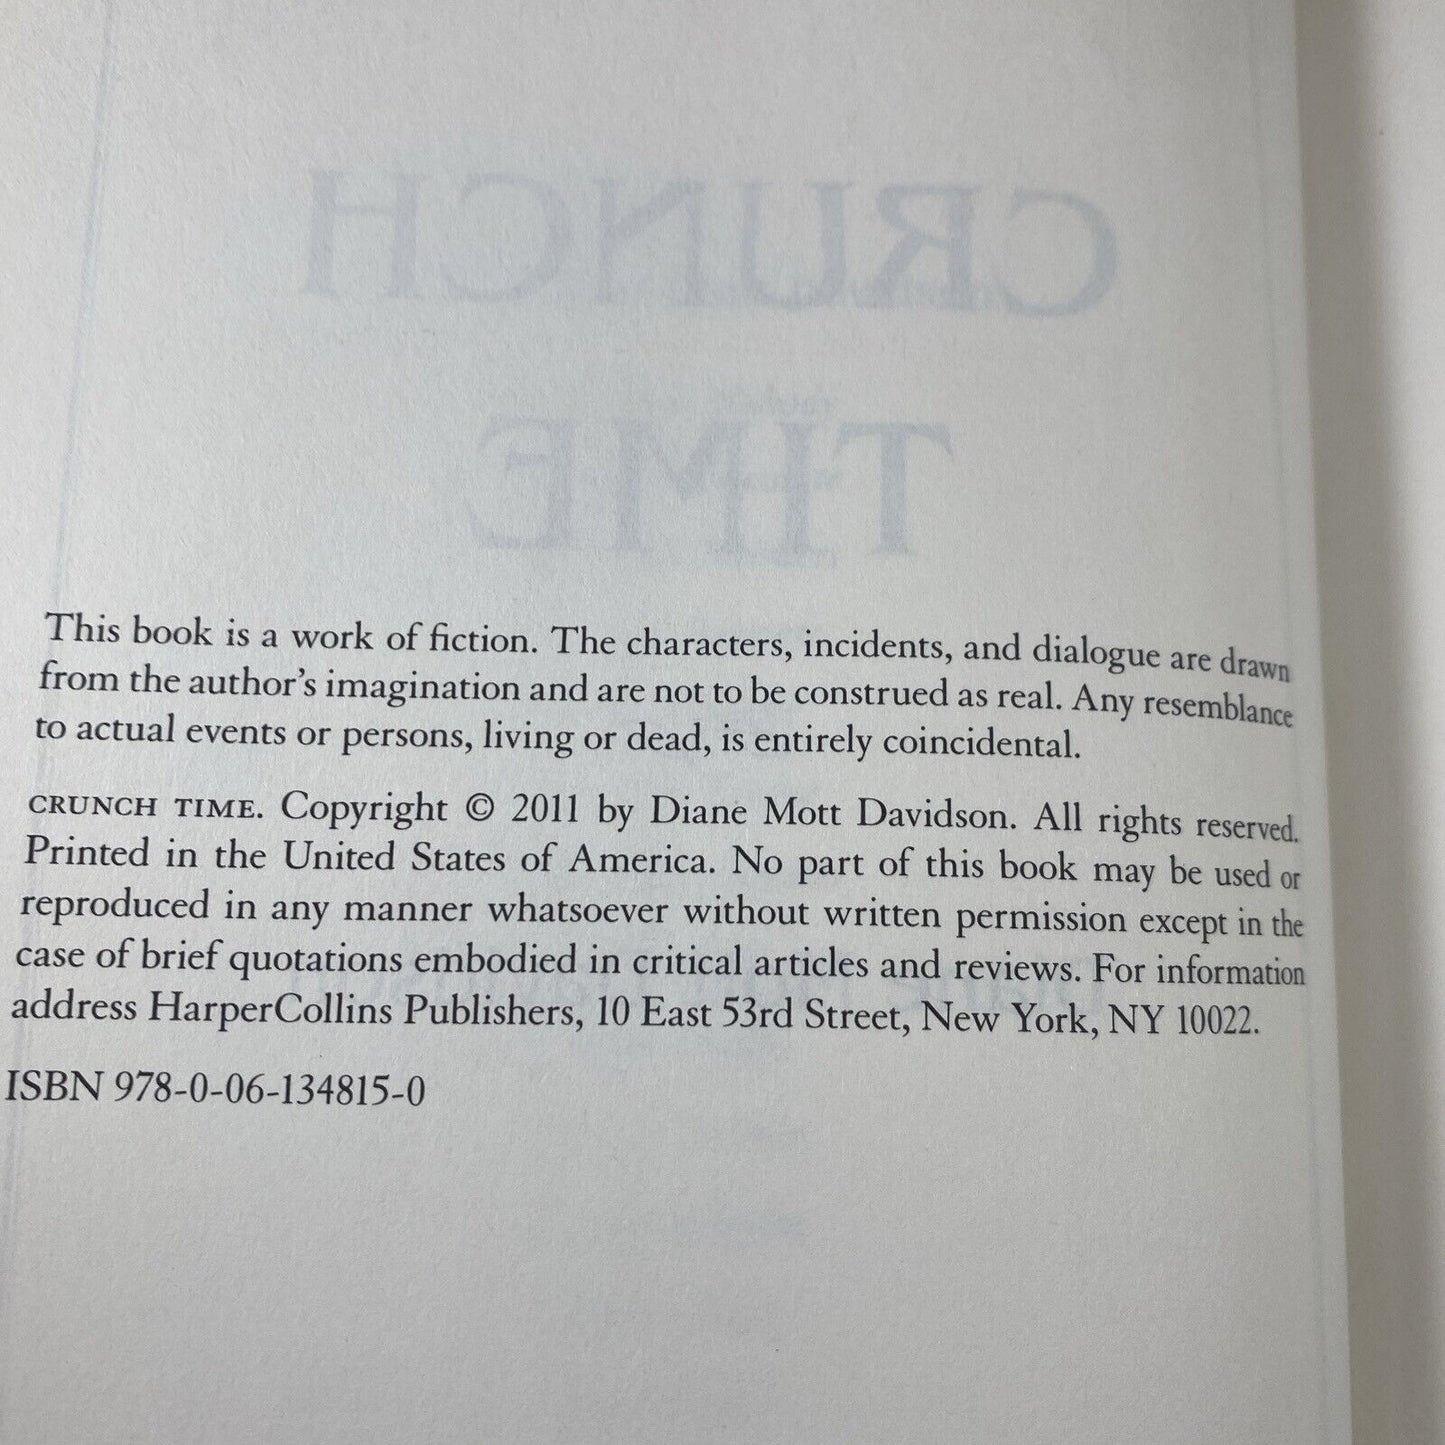 CRUNCH
TIME
This book is a work of fiction. The characters, incidents, and dialogue are drawn
from the author's imagination and are not to be construed as real. Any resemblance
to actual events or persons, living or dead, is entirely coincidental.
CRUNCH TIME. Copyright © 2011 by Diane Mott Davidson. All rights reserved.
Printed in the United States of America. No part of this book may be used or
reproduced in any manner whatsoever without written permission except in the
case of brief quotations embodied in critical articles and reviews. For information
address HarperCollins Publishers, 10 East 53rd Street, New York, NY 10022.
ISBN 978-0-06-134815-0